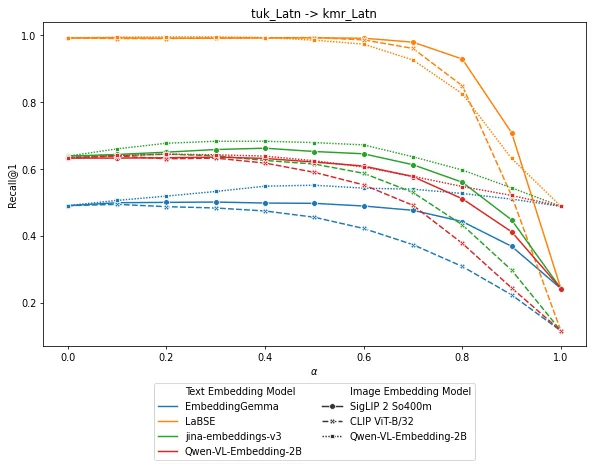 tuk_Latn -> kmr_Latn
Recall@1
1.0
0.8
0.6
0.4
0.2
0.0 0.2 0.4 0.6 0.8 1.0
α
Text Embedding Model Image Embedding Model
EmbeddingGemma SigLIP 2 So400m
LaBSE CLIP ViT-B/32
jina-embeddings-v3 Qwen-VL-Embedding-2B
Qwen-VL-Embedding-2B